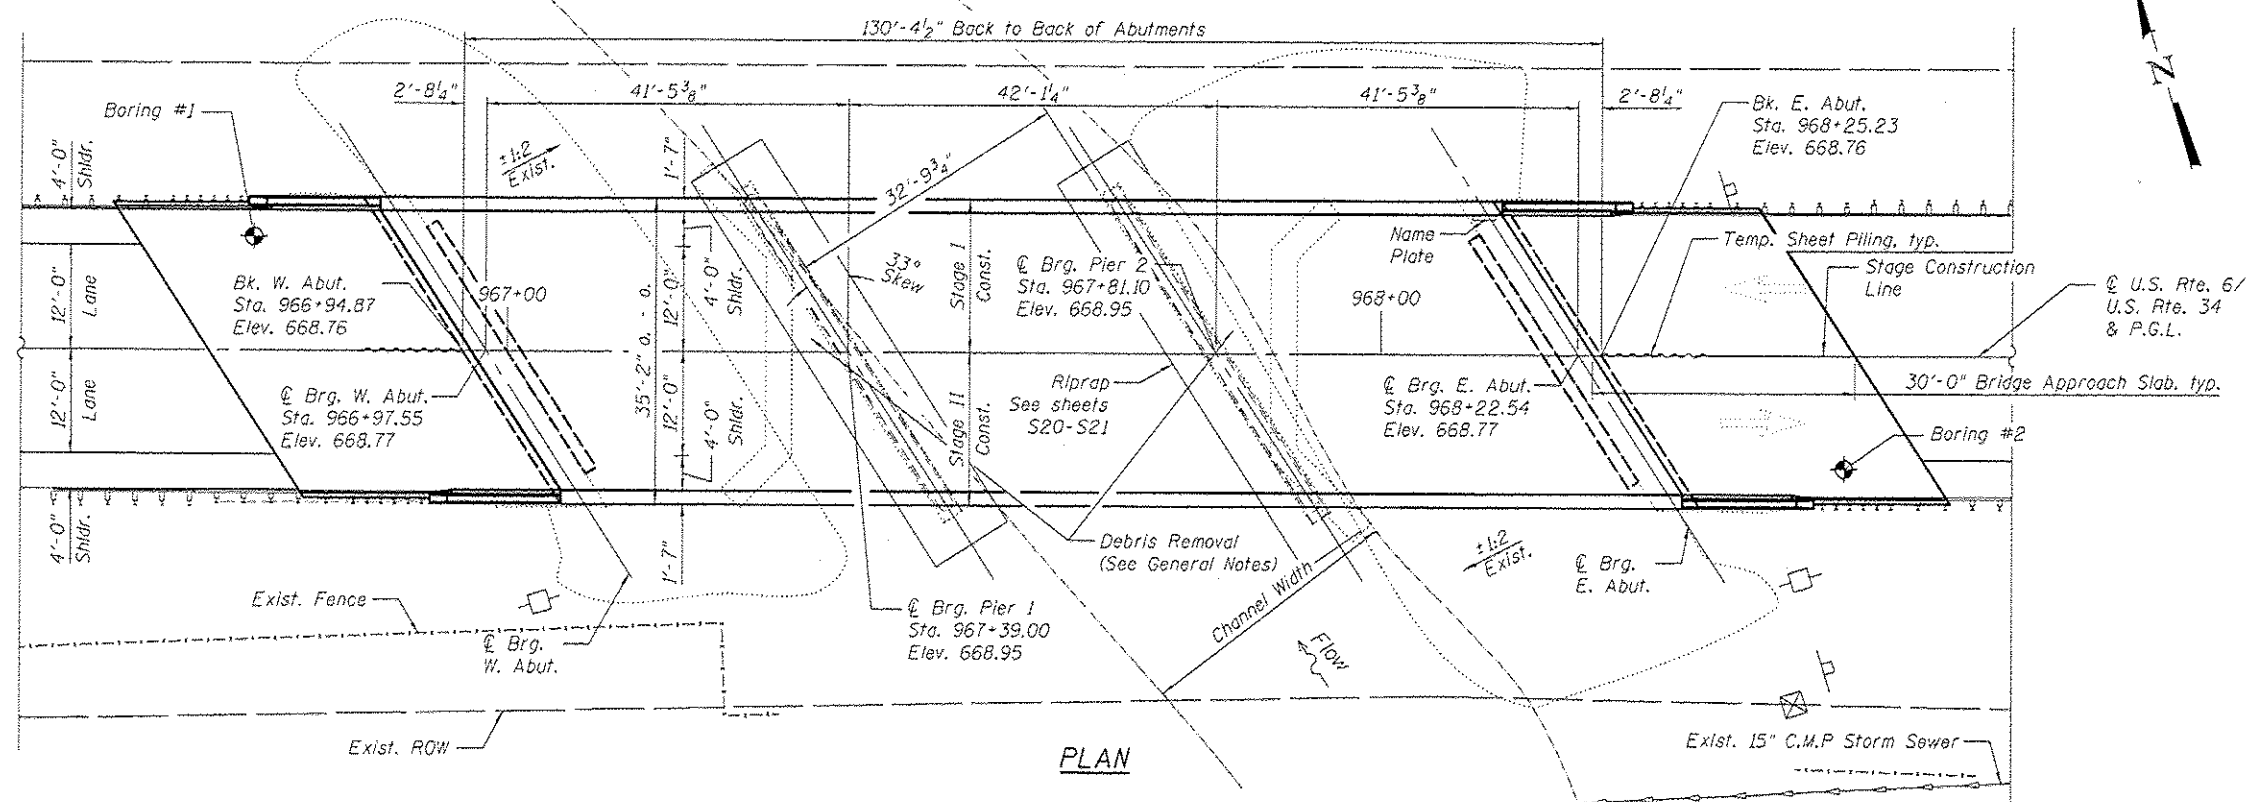 130'-4½" Back to Back of Abutments
N
2'-8¼"
41'-5⅜"
42'-1¼"
41'-5⅜"
2'-8¼"
Boring #1
Bk. E. Abut.
Sta. 968+25.23
Elev. 668.76
4'-0"
Shldr.
±1:2
Exist.
1'-7"
32'-9¾"
Name
Plate
Temp. Sheet Piling, typ.
Stage Construction
Line
℄ U.S. Rte. 6/
U.S. Rte. 34
& P.G.L.
12'-0"
Lane
Bk. W. Abut.
Sta. 966+94.87
Elev. 668.76
967+00
4'-0"
Shldr.
12'-0"
33°
Skew
Stage I
Const.
℄ Brg. Pier 2
Sta. 967+81.10
Elev. 668.95
968+00
35'-2" o. - o.
12'-0"
Lane
℄ Brg. W. Abut.
Sta. 966+97.55
Elev. 668.77
12'-0"
4'-0"
Shldr.
Stage II
Const.
Riprap
See sheets
S20-S21
℄ Brg. E. Abut.
Sta. 968+22.54
Elev. 668.77
30'-0" Bridge Approach Slab, typ.
Boring #2
4'-0"
Shldr.
1'-7"
Debris Removal
(See General Notes)
±1:2
Exist.
℄ Brg.
E. Abut.
Exist. Fence
℄ Brg.
W. Abut.
℄ Brg. Pier 1
Sta. 967+39.00
Elev. 668.95
Channel Width
Flow
Exist. ROW
PLAN
Exist. 15" C.M.P Storm Sewer